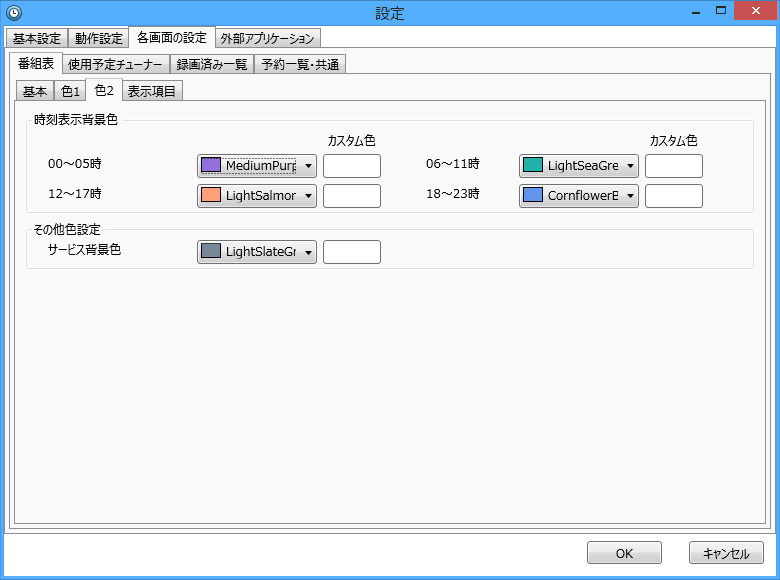 設定
基本設定 動作設定 各画面の設定 外部アプリケーション
番組表 使用予定チューナー 録画済み一覧 予約一覧・共通
基本 色1 色2 表示項目
時刻表示背景色
カスタム色 カスタム色
00～05時 MediumPurp 06～11時 LightSeaGre
12～17時 LightSalmon 18～23時 CornflowerB
その他色設定
サービス背景色 LightSlateGr
OK キャンセル